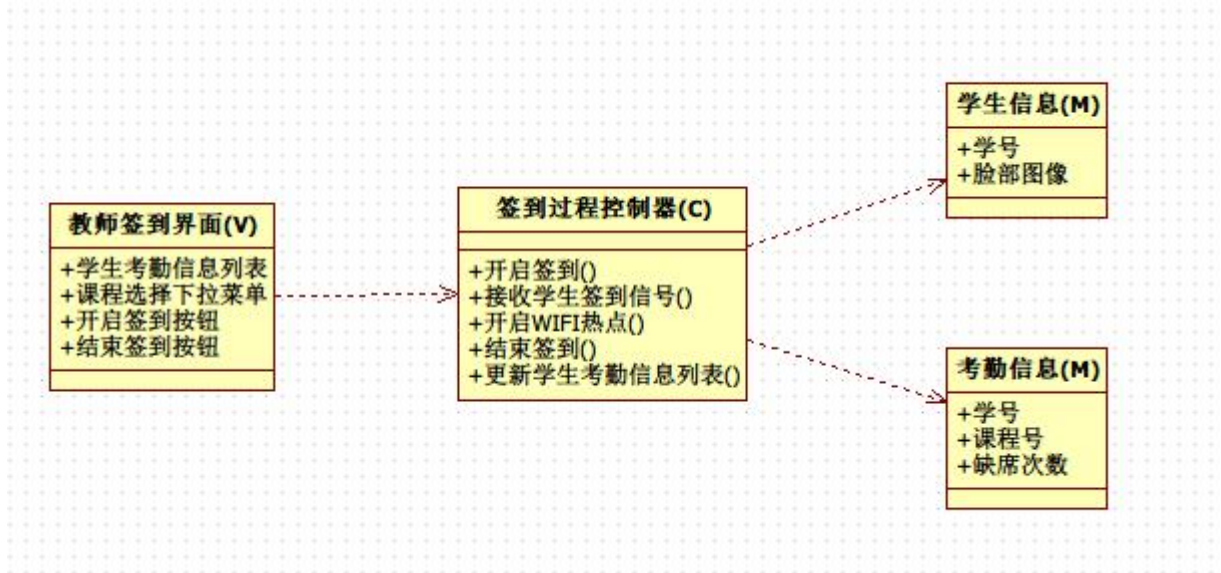 教师签到界面(V)
+学生考勤信息列表
+课程选择下拉菜单
+开启签到按钮
+结束签到按钮
签到过程控制器(C)
+开启签到()
+接收学生签到信号()
+开启WIFI热点()
+结束签到()
+更新学生考勤信息列表()
学生信息(M)
+学号
+脸部图像
考勤信息(M)
+学号
+课程号
+缺席次数